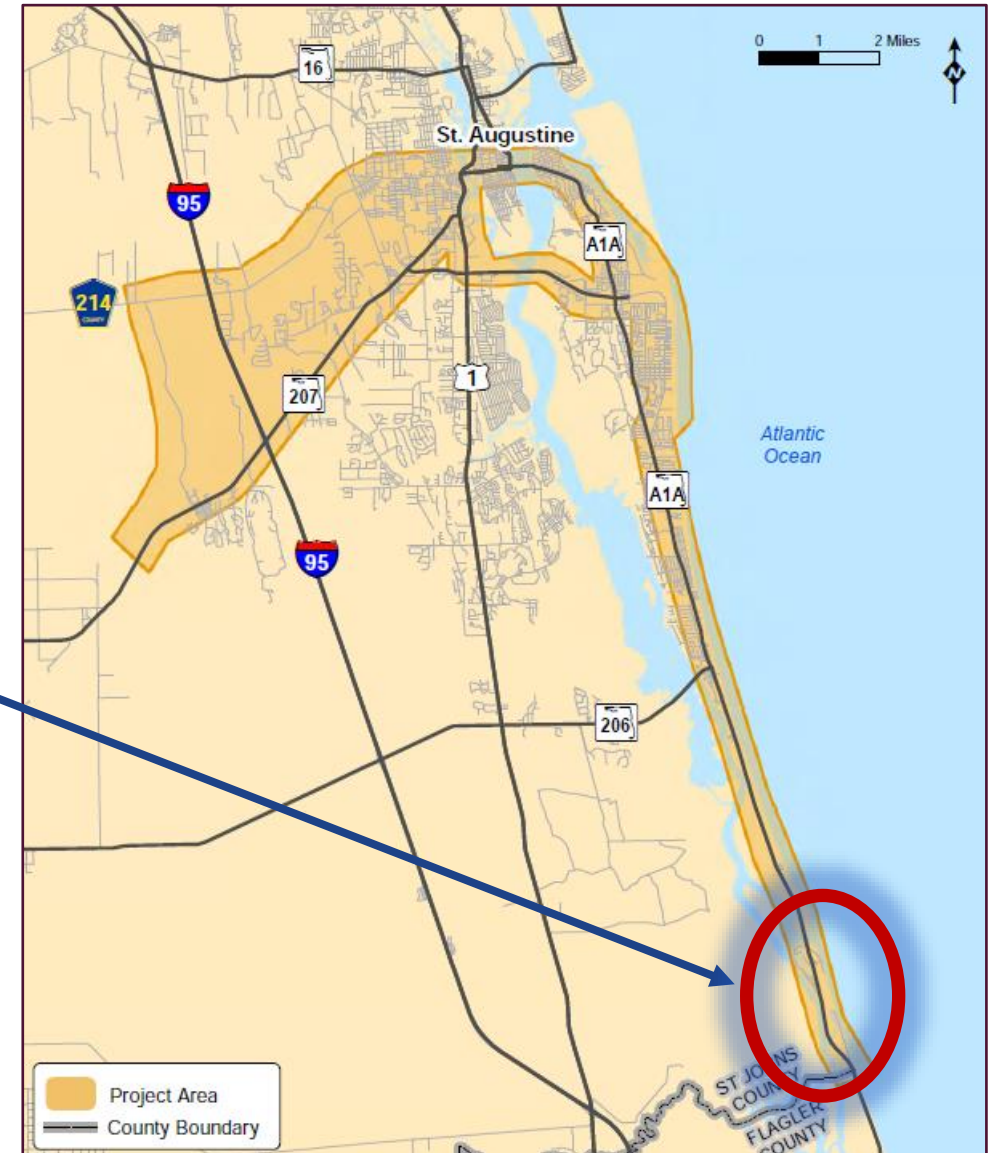 0 1 2 Miles
N
16
St. Augustine
95
A1A
214
COUNTY
207
1
Atlantic
Ocean
A1A
95
206
ST JOHNS
COUNTY
FLAGLER
COUNTY
Project Area
County Boundary